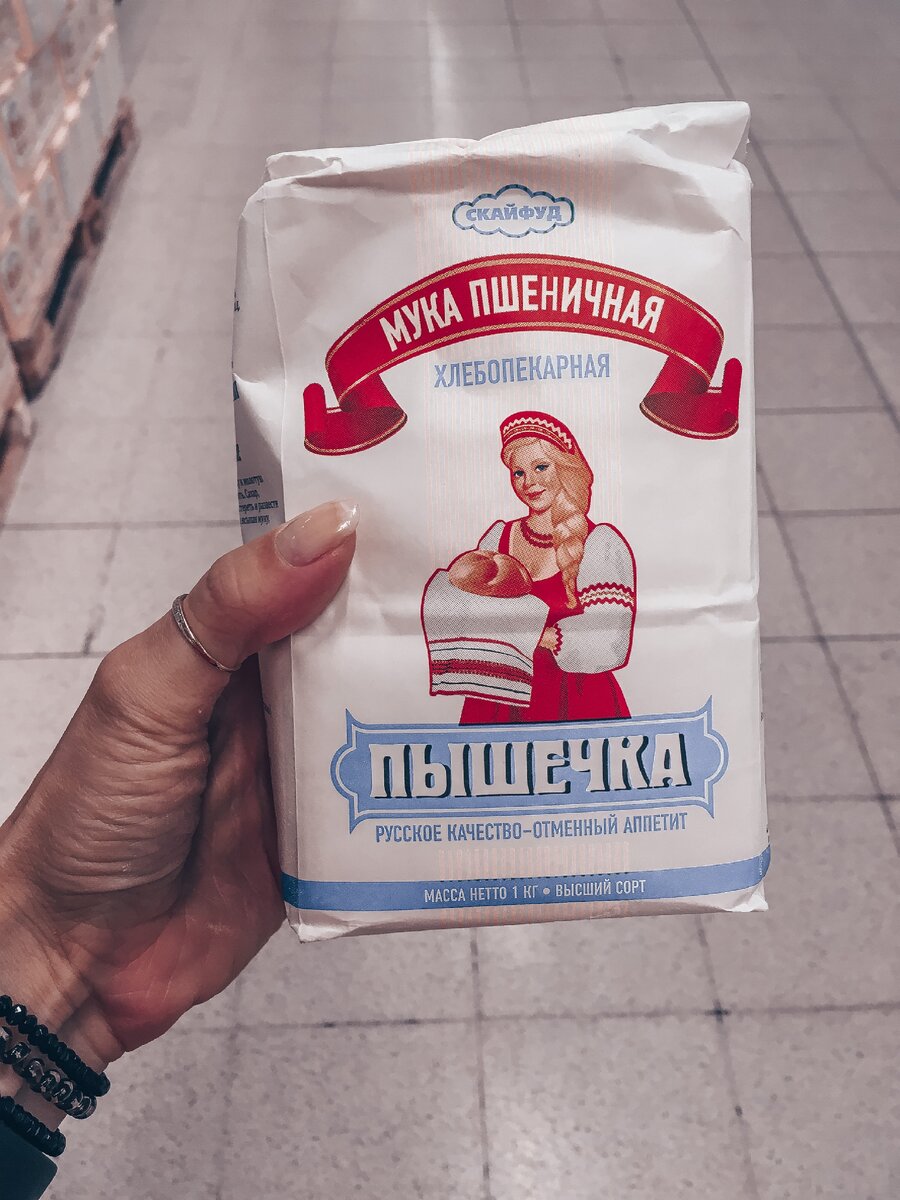 СКАЙФУД
МУКА ПШЕНИЧНАЯ
ХЛЕБОПЕКАРНАЯ
ПЫШЕЧКА
РУССКОЕ КАЧЕСТВО-ОТМЕННЫЙ АППЕТИТ
МАССА НЕТТО 1 КГ • ВЫСШИЙ СОРТ